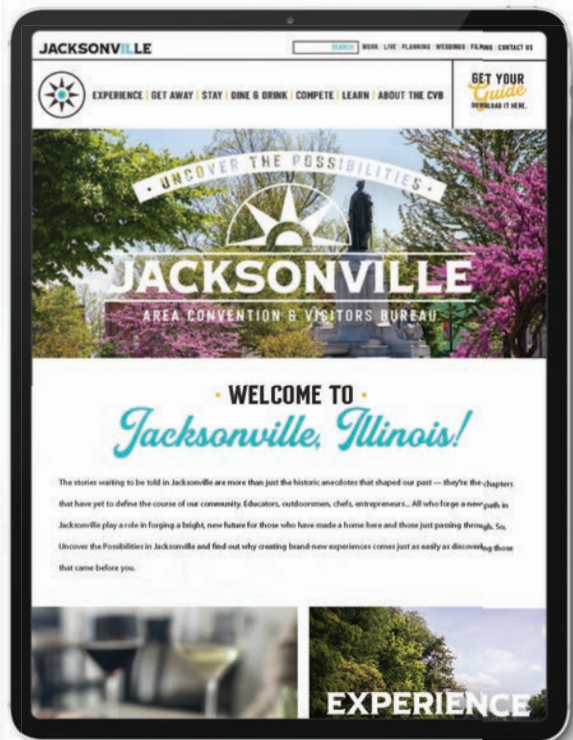 JACKSONVILLE
SEARCH WORK LIVE PLANNING WEDDINGS FILMING CONTACT US
EXPERIENCE | GET AWAY | STAY | DINE & DRINK | COMPETE | LEARN | ABOUT THE CVB
GET YOUR
Guide
DOWNLOAD IT HERE.
• UNCOVER THE POSSIBILITIES •
JACKSONVILLE
AREA CONVENTION & VISITORS BUREAU
• WELCOME TO •
Jacksonville, Illinois!
The stories waiting to be told in Jacksonville are more than just the historic anecdotes that shaped our past — they're the chapters
that have yet to define the course of our community. Educators, outdoorsmen, chefs, entrepreneurs... All who forge a new path in
Jacksonville play a role in forging a bright, new future for those who have made a home here and those just passing through. So,
Uncover the Possibilities in Jacksonville and find out why creating brand-new experiences comes just as easily as discovering those
that came before you.
EXPERIENCE